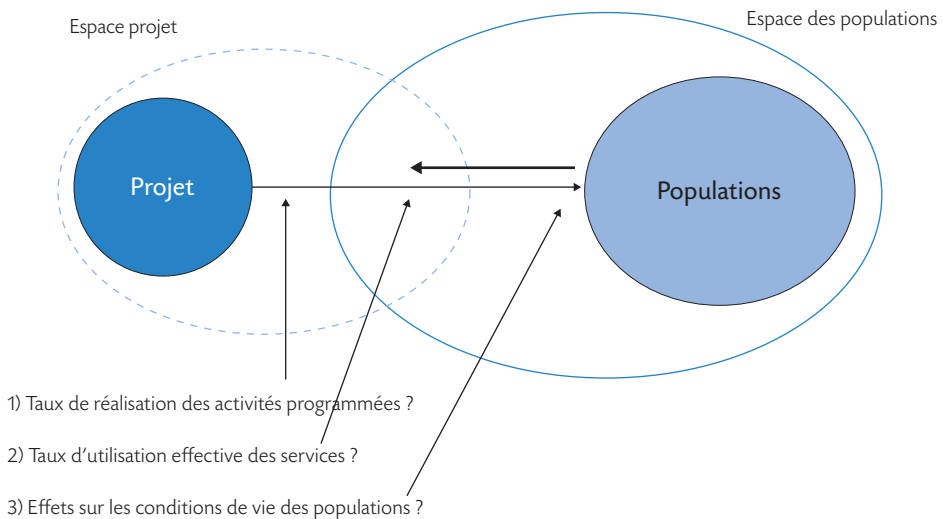 Espace projet
Espace des populations
Projet
Populations
1) Taux de réalisation des activités programmées ?
2) Taux d'utilisation effective des services ?
3) Effets sur les conditions de vie des populations ?